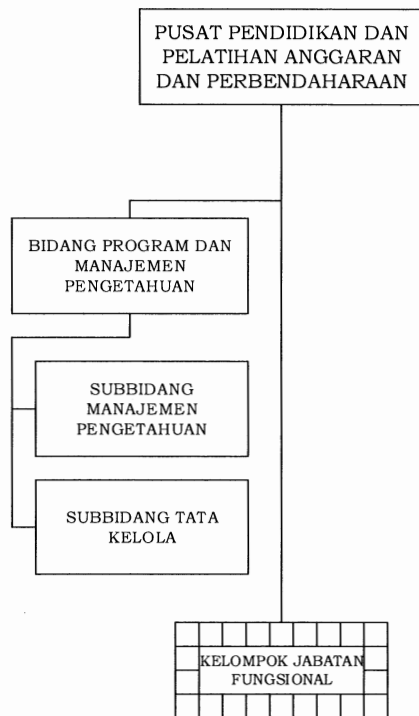 PUSAT PENDIDIKAN DAN
PELATIHAN ANGGARAN
DAN PERBENDAHARAAN
BIDANG PROGRAM DAN
MANAJEMEN
PENGETAHUAN
SUBBIDANG
MANAJEMEN
PENGETAHUAN
SUBBIDANG TATA
KELOLA
KELOMPOK JABATAN
FUNGSIONAL